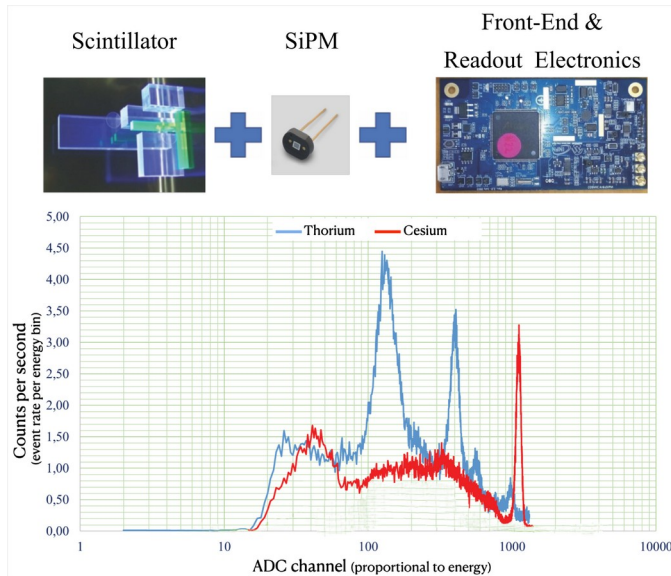 Scintillator
SiPM
Front-End &
Readout Electronics
5,00
4,50
4,00
3,50
3,00
2,50
2,00
1,50
1,00
0,50
0,00
Counts per second
(event rate per energy bin)
Thorium
Cesium
1
10
100
1000
10000
ADC channel (proportional to energy)